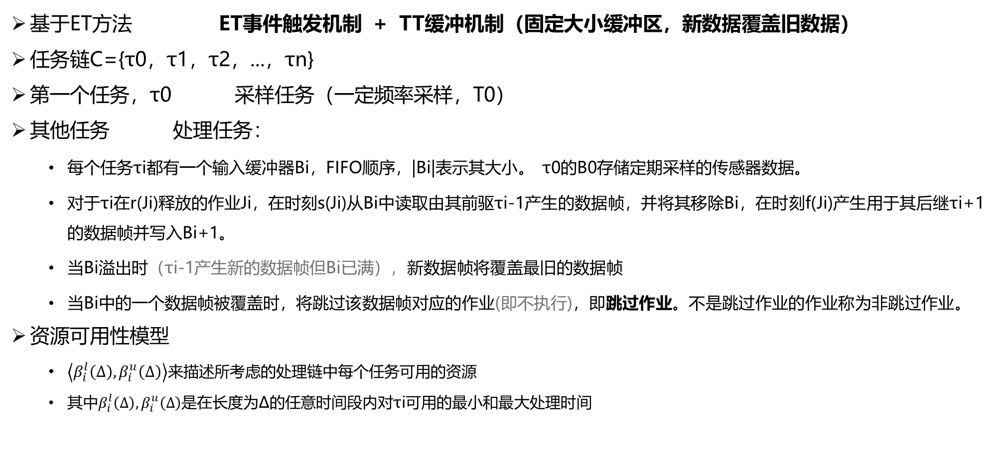 ➢ 基于ET方法 ET事件触发机制 + TT缓冲机制（固定大小缓冲区，新数据覆盖旧数据）
➢ 任务链C={τ0，τ1，τ2，...，τn}
➢ 第一个任务，τ0 采样任务（一定频率采样，T0）
➢ 其他任务 处理任务：
• 每个任务τi都有一个输入缓冲器Bi，FIFO顺序，|Bi|表示其大小。 τ0的B0存储定期采样的传感器数据。
• 对于τi在r(Ji)释放的作业Ji，在时刻s(Ji)从Bi中读取由其前驱τi-1产生的数据帧，并将其移除Bi，在时刻f(Ji)产生用于其后继τi+1
的数据帧并写入Bi+1。
• 当Bi溢出时（τi-1产生新的数据帧但Bi已满），新数据帧将覆盖最旧的数据帧
• 当Bi中的一个数据帧被覆盖时，将跳过该数据帧对应的作业(即不执行)，即跳过作业。不是跳过作业的作业称为非跳过作业。
➢ 资源可用性模型
• ⟨βᵢˡ(Δ), βᵢᵘ(Δ)⟩来描述所考虑的处理链中每个任务可用的资源
• 其中βᵢˡ(Δ), βᵢᵘ(Δ)是在长度为Δ的任意时间段内对τi可用的最小和最大处理时间